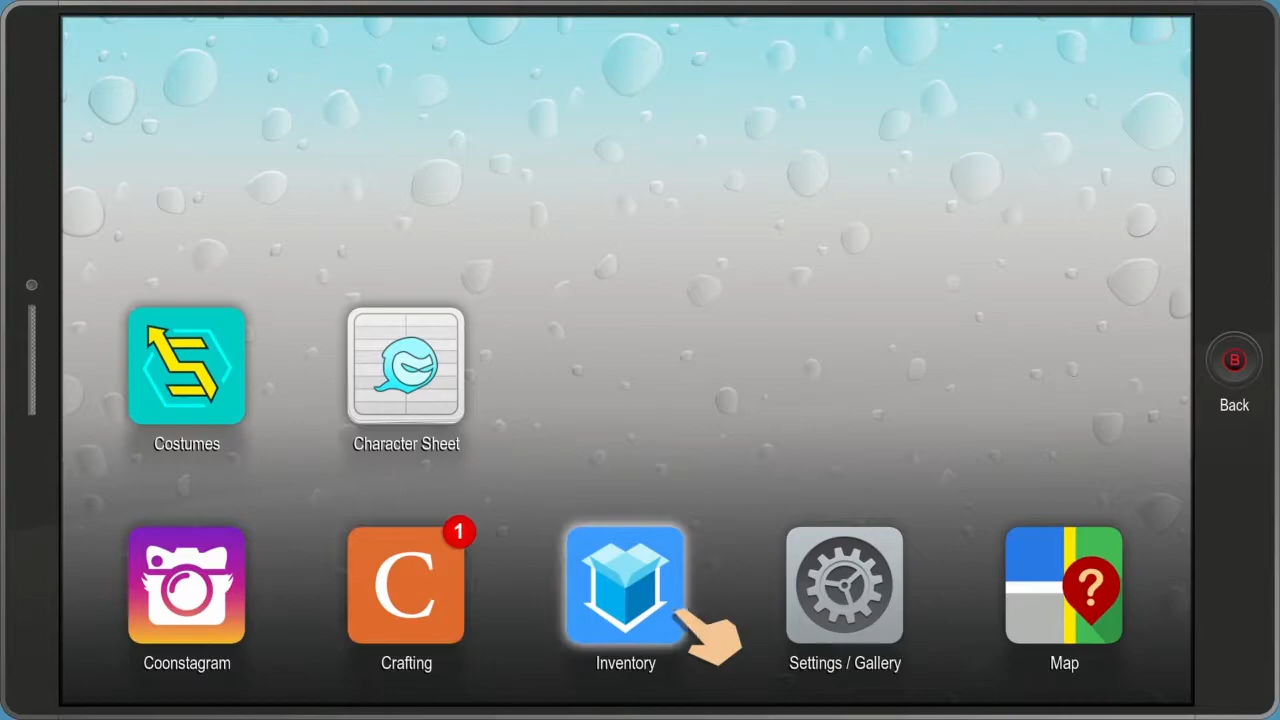 B
Back
Costumes
Character Sheet
1
C
?
Coonstagram
Crafting
Inventory
Settings / Gallery
Map